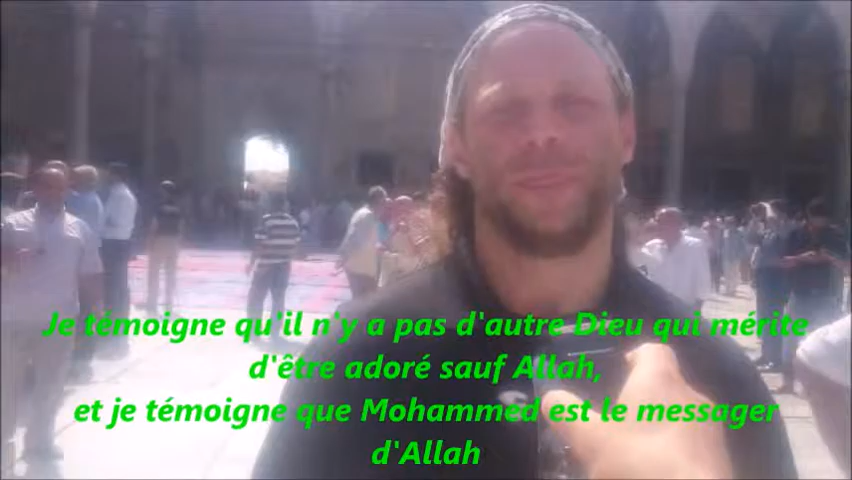 Je témoigne qu'il n'y a pas d'autre Dieu qui mérite
d'être adoré sauf Allah,
et je témoigne que Mohammed est le messager
d'Allah